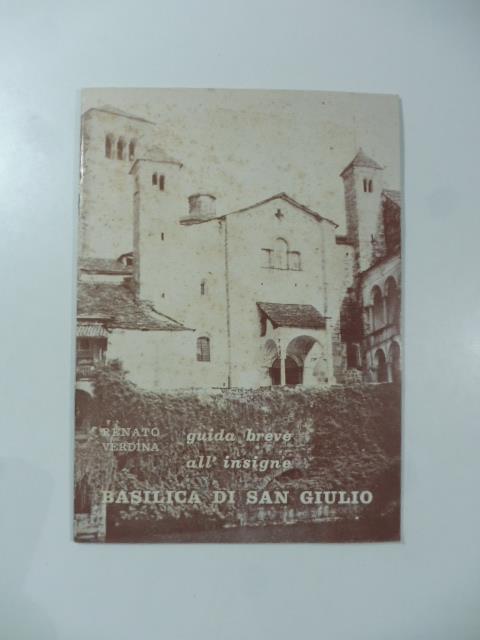 RENATO
VERDINA
guida breve
all' insigne
BASILICA DI SAN GIULIO